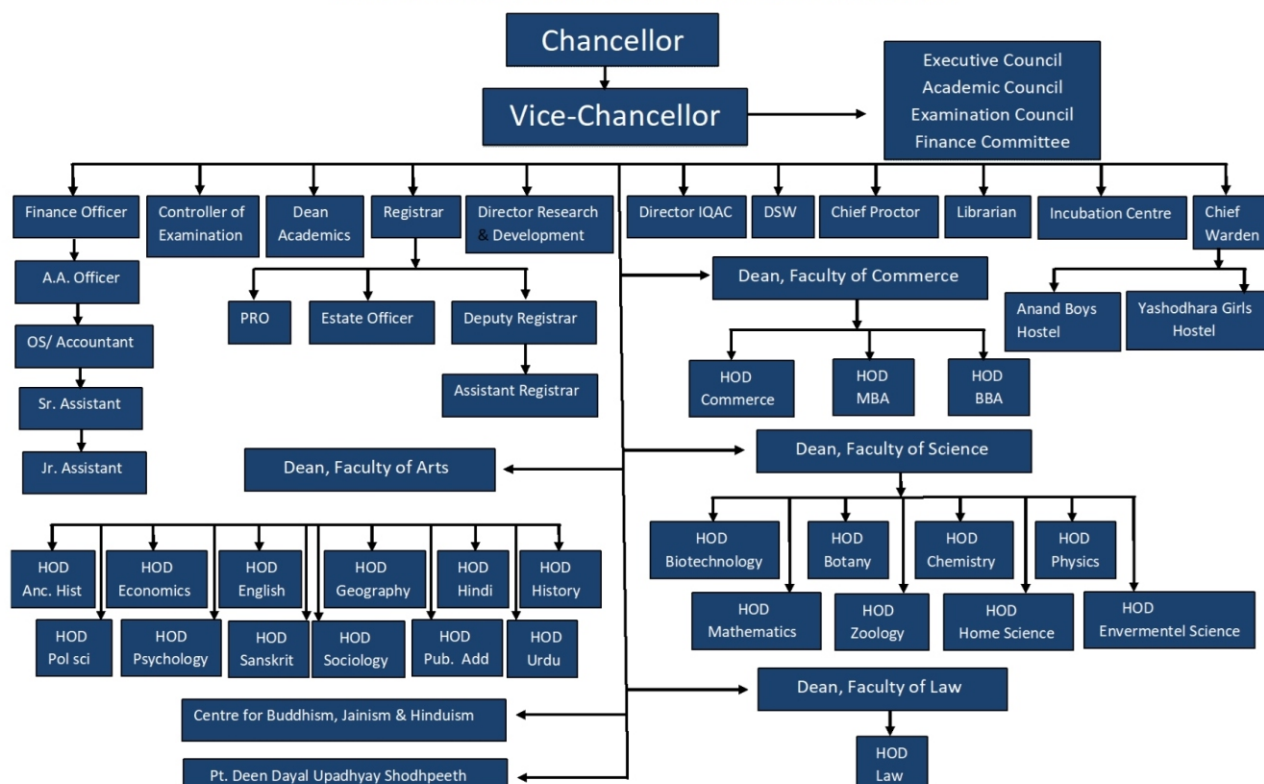 Chancellor
Vice-Chancellor
Executive Council
Academic Council
Examination Council
Finance Committee
Finance Officer
Controller of
Examination
Dean
Academics
Registrar
Director Research
& Development
Director IQAC
DSW
Chief Proctor
Librarian
Incubation Centre
Chief
Warden
A.A. Officer
OS/ Accountant
Sr. Assistant
Jr. Assistant
PRO
Estate Officer
Deputy Registrar
Assistant Registrar
Dean, Faculty of Commerce
HOD
Commerce
HOD
MBA
HOD
BBA
Anand Boys
Hostel
Yashodhara Girls
Hostel
Dean, Faculty of Arts
HOD
Anc. Hist
HOD
Economics
HOD
English
HOD
Geography
HOD
Hindi
HOD
History
HOD
Pol sci
HOD
Psychology
HOD
Sanskrit
HOD
Sociology
HOD
Pub. Add
HOD
Urdu
Dean, Faculty of Science
HOD
Biotechnology
HOD
Botany
HOD
Chemistry
HOD
Physics
HOD
Mathematics
HOD
Zoology
HOD
Home Science
HOD
Envermentel Science
Dean, Faculty of Law
HOD
Law
Centre for Buddhism, Jainism & Hinduism
Pt. Deen Dayal Upadhyay Shodhpeeth